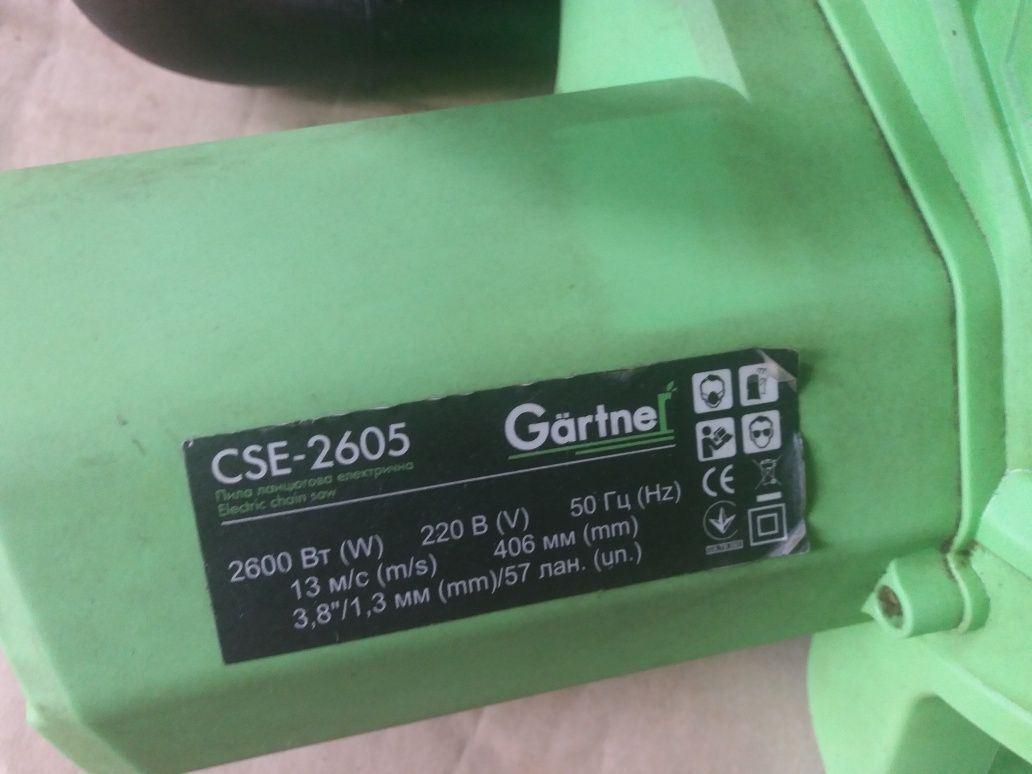 CSE-2605
Gärtner
Пила ланцюгова електрична
Electric chain saw
2600 Вт (W) 220 В (V) 50 Гц (Hz)
13 м/с (m/s) 406 мм (mm)
3,8"/1,3 мм (mm)/57 лан. (un.)
CE